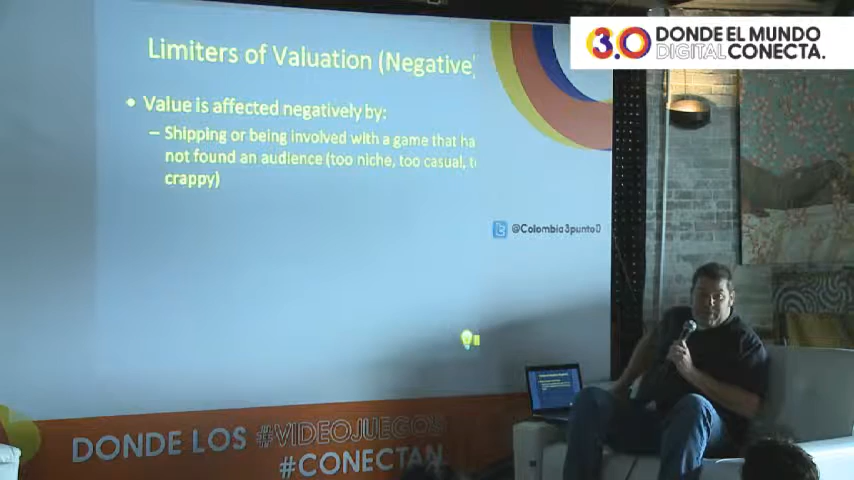 3.0 DONDE EL MUNDO
DIGITAL CONECTA.
Limiters of Valuation (Negative)
• Value is affected negatively by:
– Shipping or being involved with a game that ha
not found an audience (too niche, too casual, t
crappy)
@Colombia3punto0
DONDE LOS #VIDEOJUEGOS
#CONECTAN